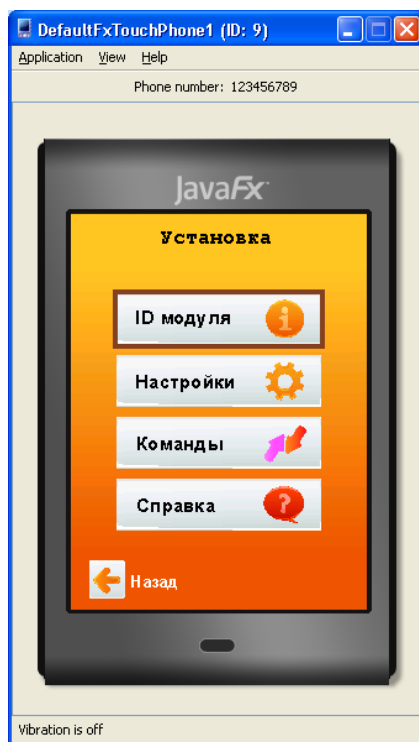 DefaultFxTouchPhone1 (ID: 9)
Application View Help
Phone number: 123456789
JavaFx
Установка
ID модуля
Настройки
Команды
Справка
Назад
Vibration is off